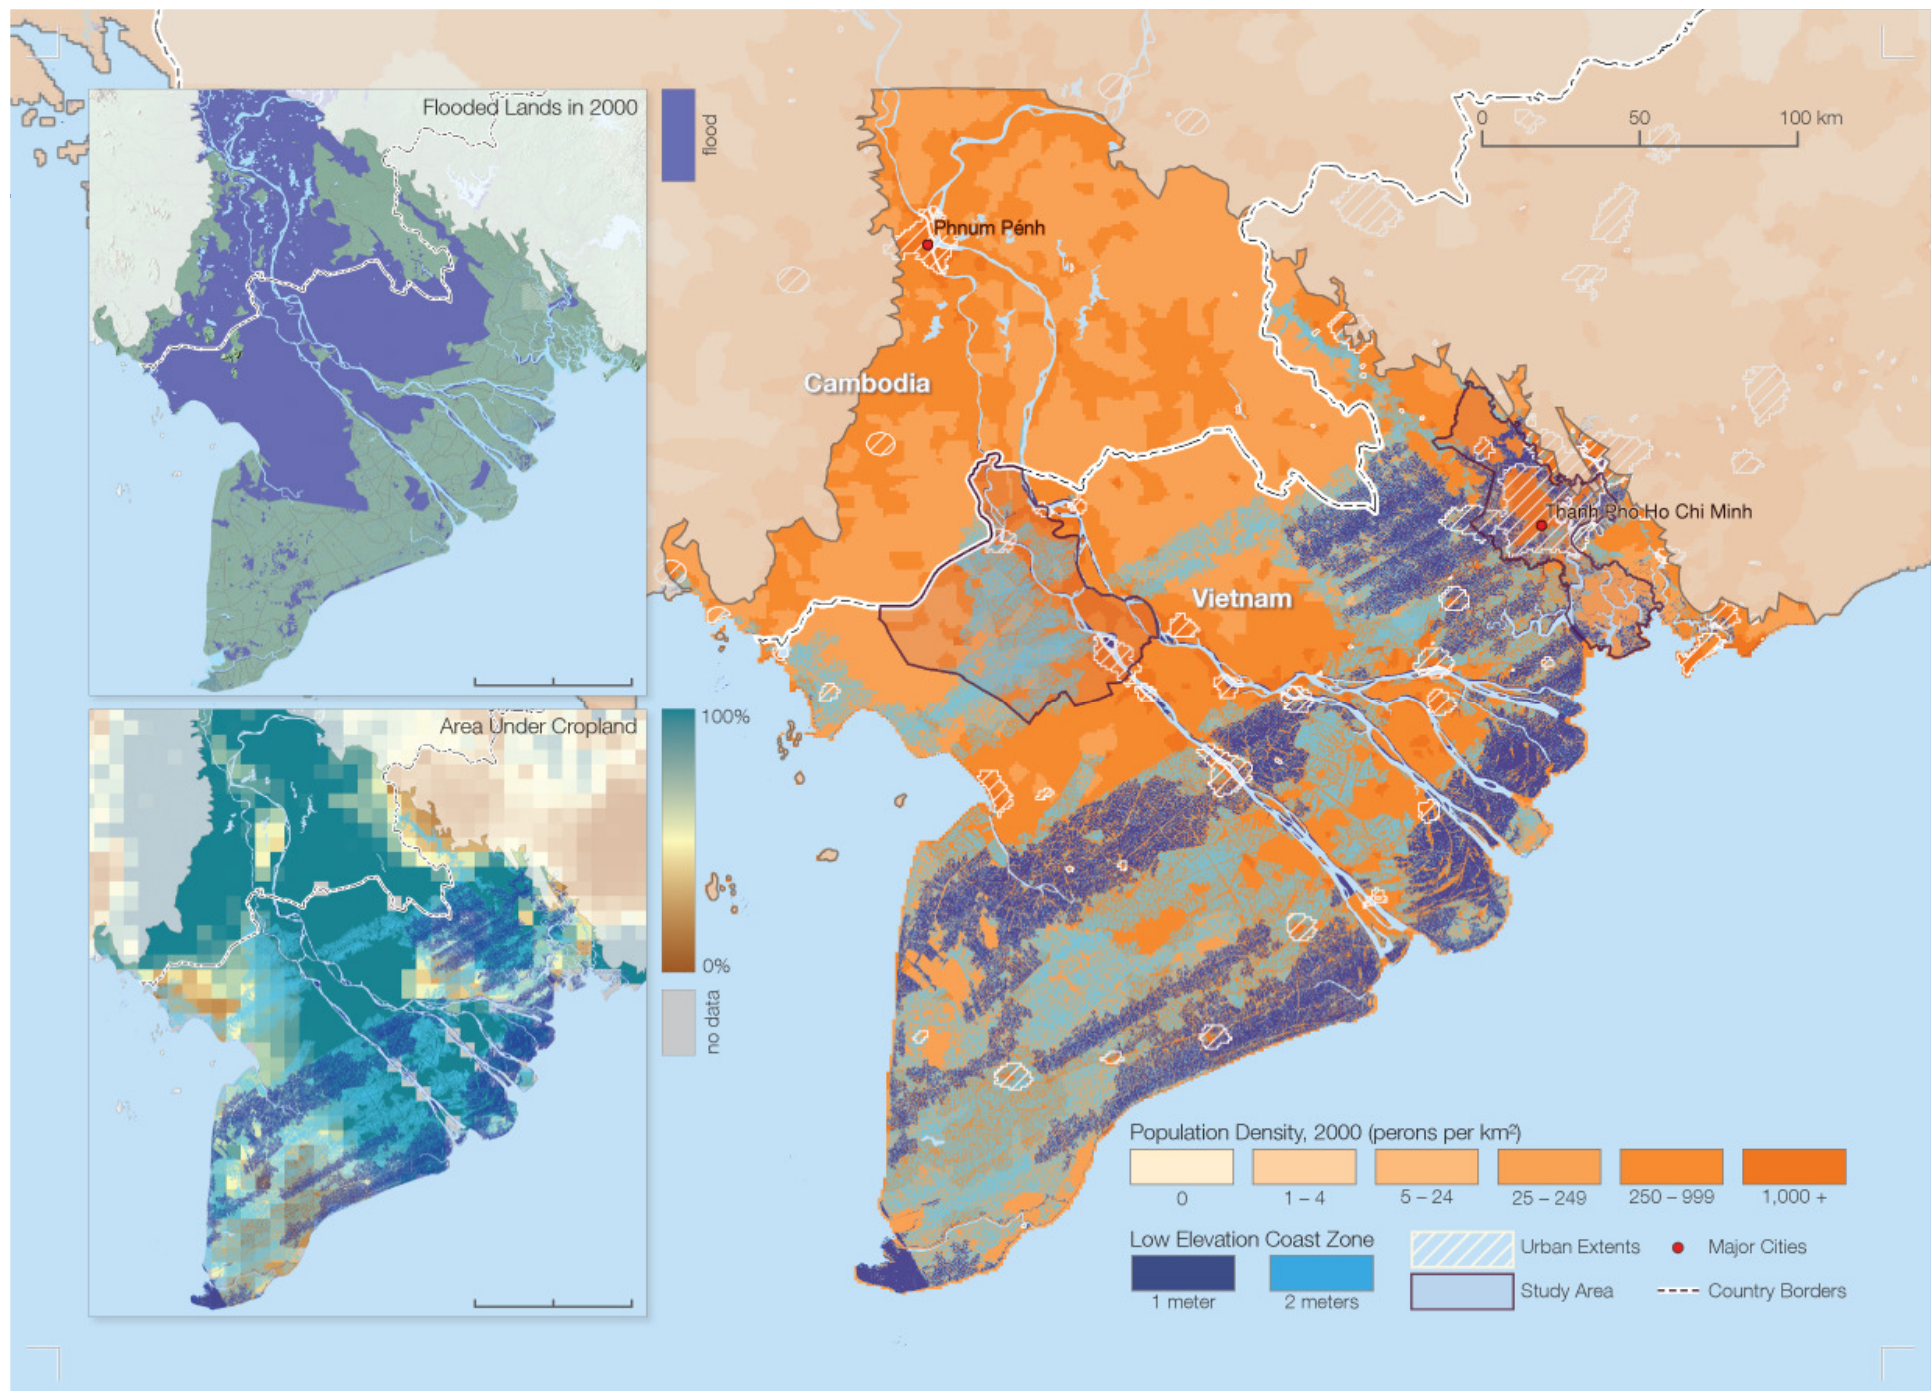 Flooded Lands in 2000
flood
0 50 100 km
Phnum Pénh
Cambodia
Thanh Pho Ho Chi Minh
Vietnam
Area Under Cropland
100%
0%
no data
Population Density, 2000 (perons per km²)
0 1 – 4 5 – 24 25 – 249 250 – 999 1,000 +
Low Elevation Coast Zone
1 meter 2 meters
Urban Extents
Major Cities
Study Area
Country Borders